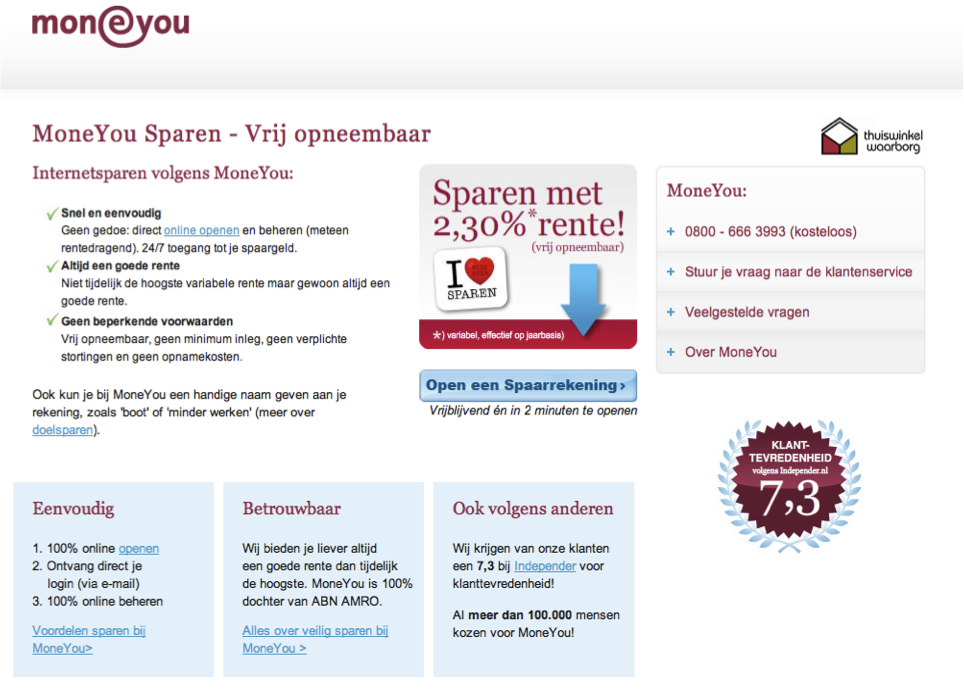 moneyou
MoneYou Sparen - Vrij opneembaar
thuiswinkel
waarborg
Internetsparen volgens MoneYou:
Snel en eenvoudig
Geen gedoe: direct online openen en beheren (meteen
rentedragend). 24/7 toegang tot je spaargeld.
Altijd een goede rente
Niet tijdelijk de hoogste variabele rente maar gewoon altijd een
goede rente.
Geen beperkende voorwaarden
Vrij opneembaar, geen minimum inleg, geen verplichte
stortingen en geen opnamekosten.
Ook kun je bij MoneYou een handige naam geven aan je
rekening, zoals 'boot' of 'minder werken' (meer over
doelsparen).
Sparen met
2,30%* rente!
(vrij opneembaar)
I
SPAREN
*) variabel, effectief op jaarbasis)
Open een Spaarrekening›
Vrijblijvend én in 2 minuten te openen
MoneYou:
+ 0800 - 666 3993 (kosteloos)
+ Stuur je vraag naar de klantenservice
+ Veelgestelde vragen
+ Over MoneYou
KLANT-
TEVREDENHEID
volgens Independer.nl
7,3
Eenvoudig
1. 100% online openen
2. Ontvang direct je
login (via e-mail)
3. 100% online beheren
Voordelen sparen bij
MoneYou>
Betrouwbaar
Wij bieden je liever altijd
een goede rente dan tijdelijk
de hoogste. MoneYou is 100%
dochter van ABN AMRO.
Alles over veilig sparen bij
MoneYou >
Ook volgens anderen
Wij krijgen van onze klanten
een 7,3 bij Independer voor
klanttevredenheid!
Al meer dan 100.000 mensen
kozen voor MoneYou!